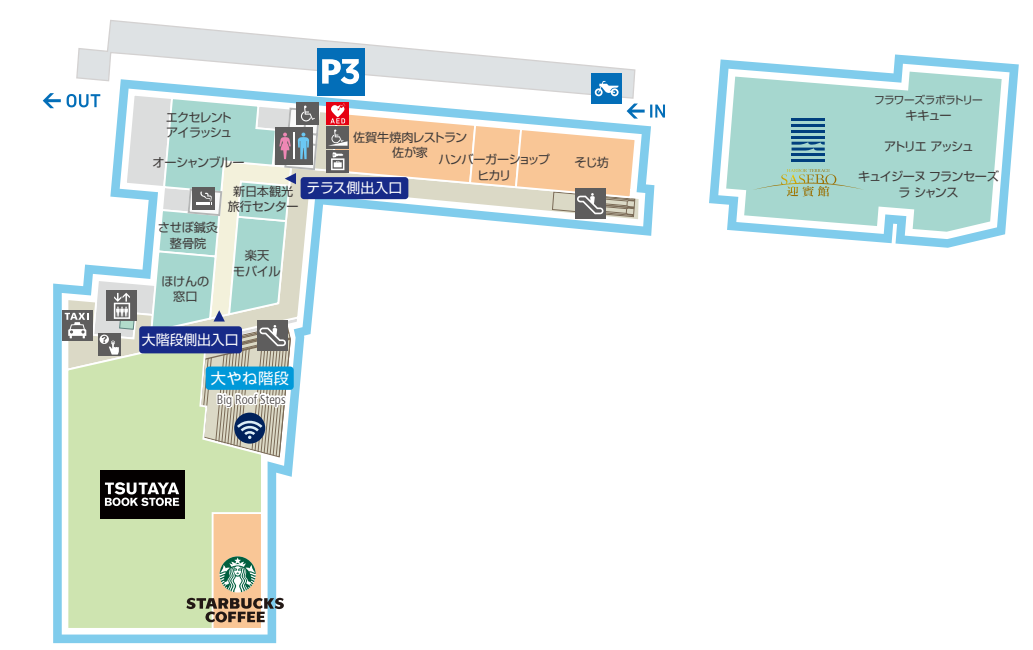 P3
← OUT
← IN
エクセレント
アイラッシュ
オーシャンブルー
AED
佐賀牛焼肉レストラン
佐が家
ハンバーガーショップ
ヒカリ
そじ坊
テラス側出入口
新日本観光
旅行センター
させぼ鍼灸
整骨院
楽天
モバイル
ほけんの
窓口
TAXI
?
大階段側出入口
大やね階段
Big Roof Steps
TSUTAYA
BOOK STORE
STARBUCKS
COFFEE
フラワーズラボラトリー
キキュー
アトリエ アッシュ
SASEBO
迎賓館
キュイジーヌ フランセーズ
ラ シャンス